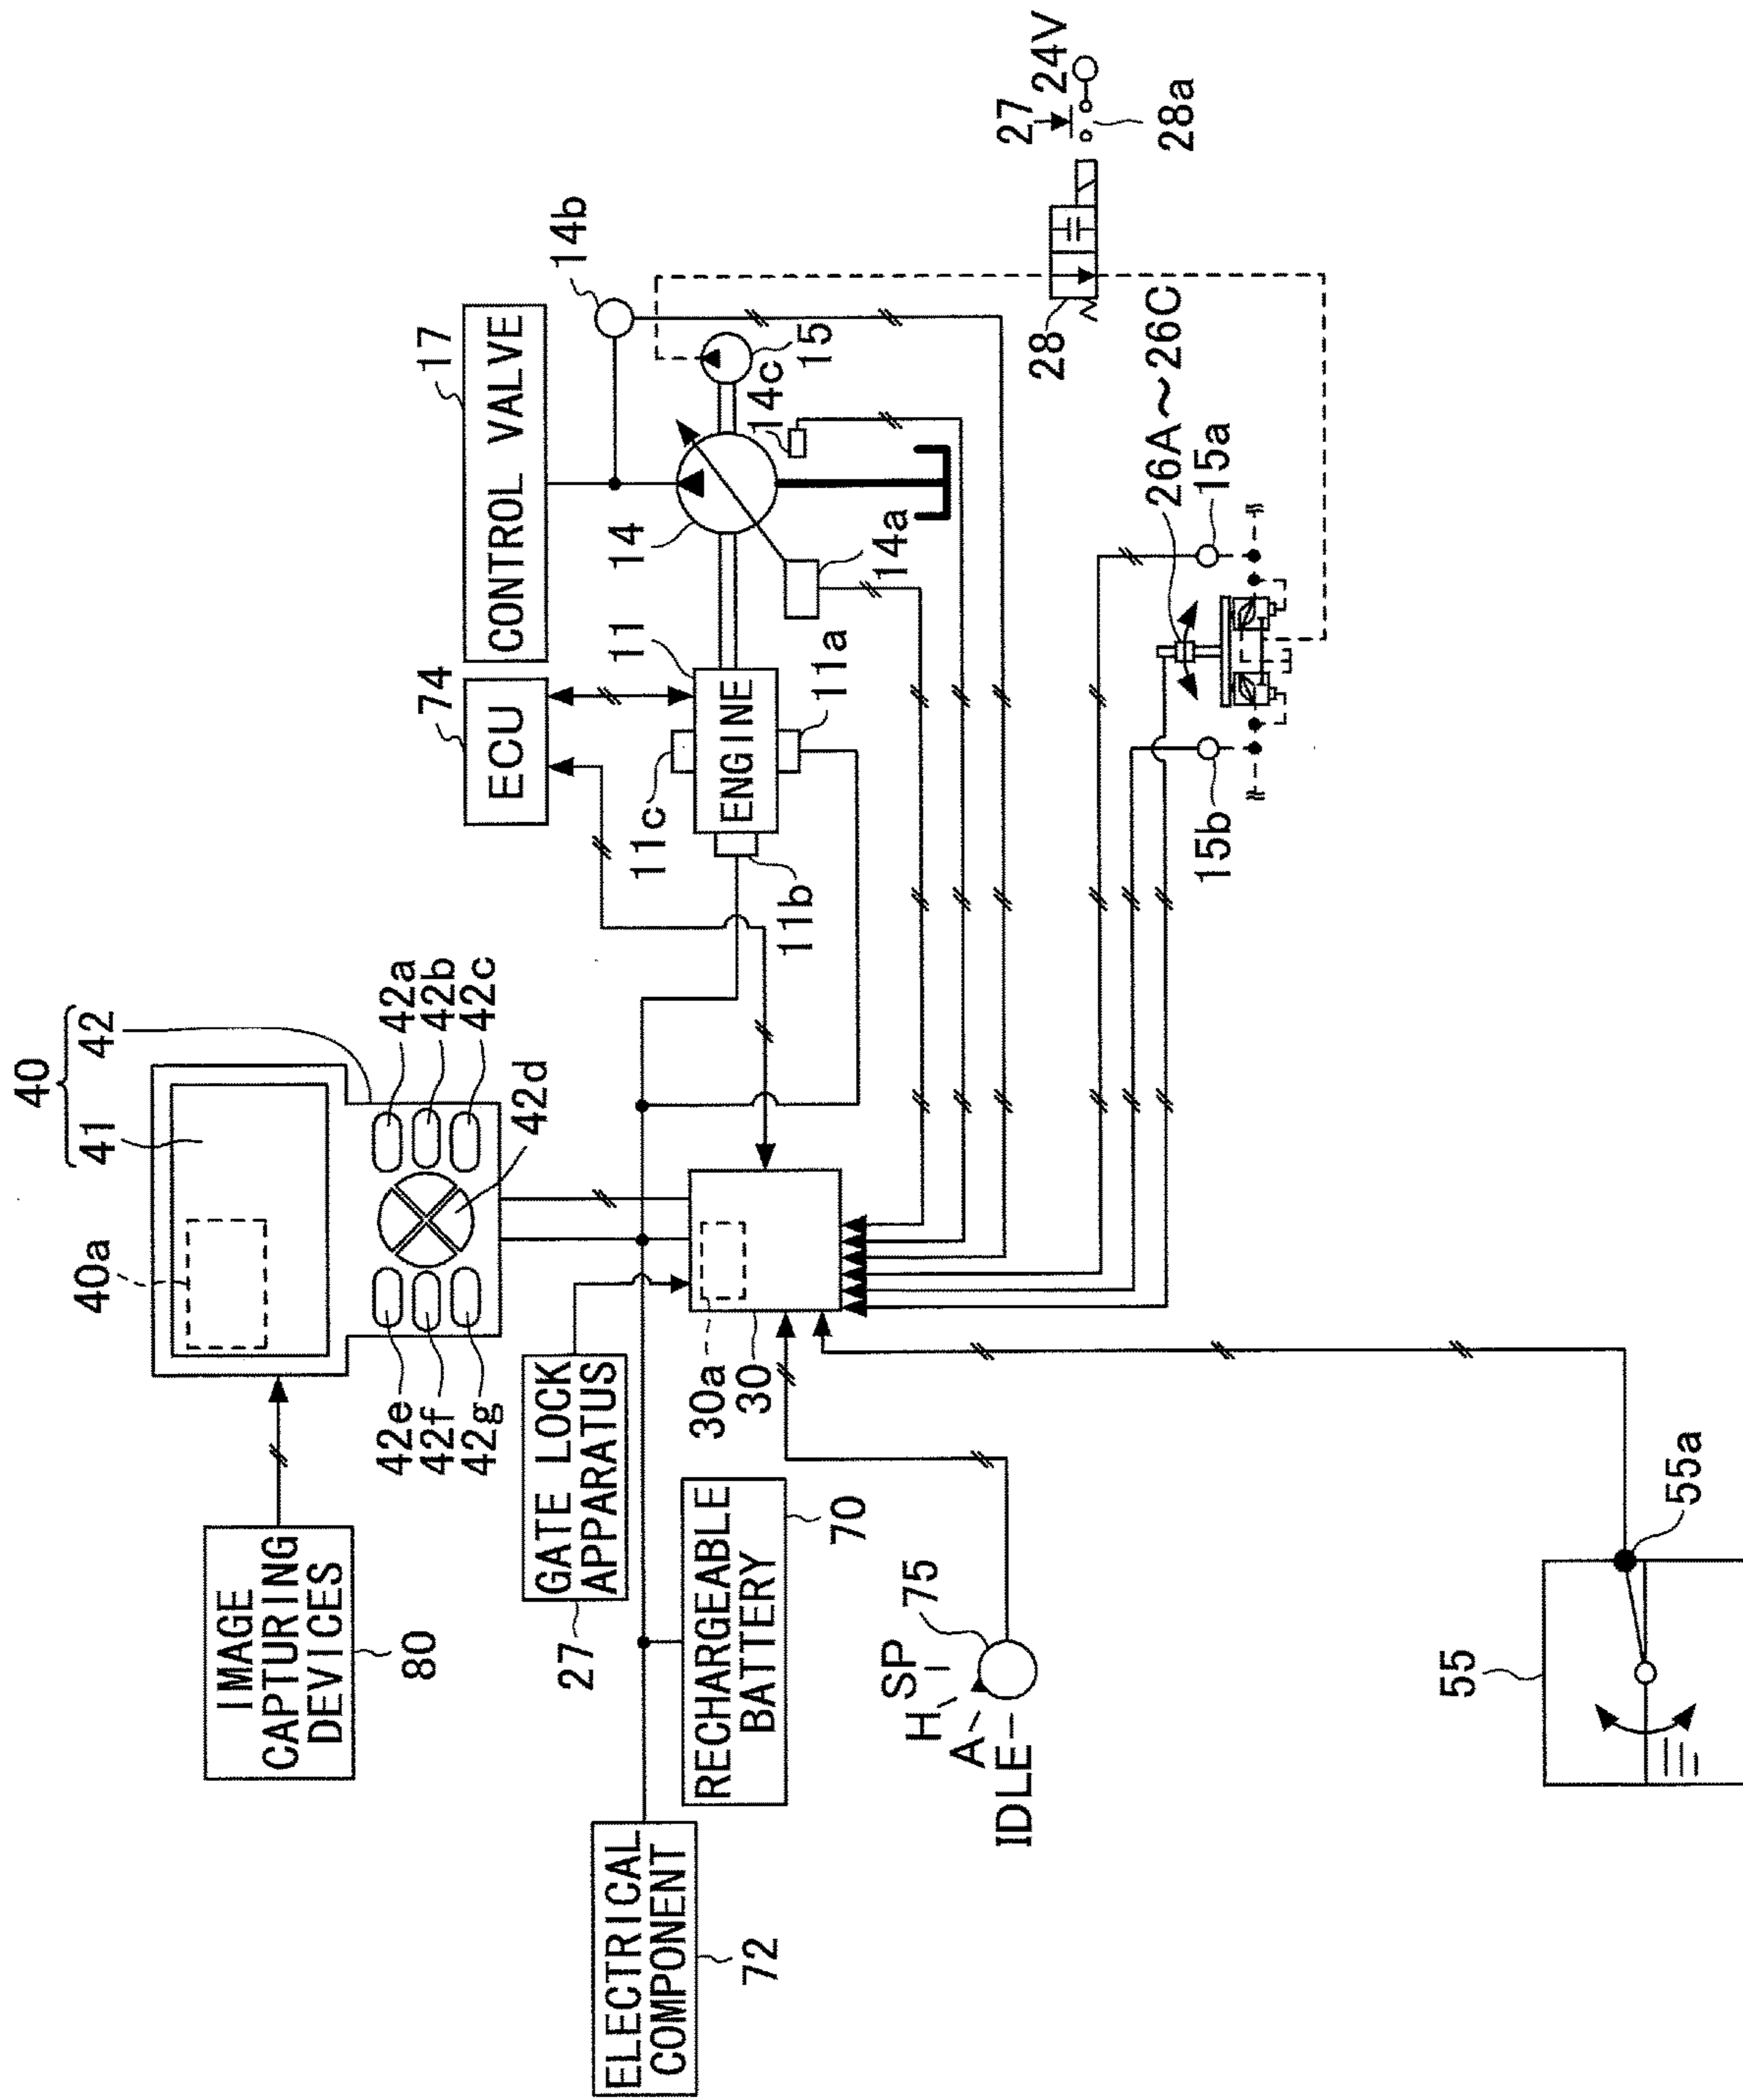 40
41 42
40a
42a
42b
42c
42d
42e
42f
42g
IMAGE
CAPTURING
DEVICES
80
GATE LOCK
APPARATUS
27
RECHARGEABLE
BATTERY
70
ELECTRICAL
COMPONENT
72
30a
30
75
SP
H
A
IDLE
55
55a
74
ECU
17
CONTROL VALVE
14b
11
ENGINE
11a
11b
11c
14
14a
14c
15
27
24V
28a
28
26A～26C
15a
15b